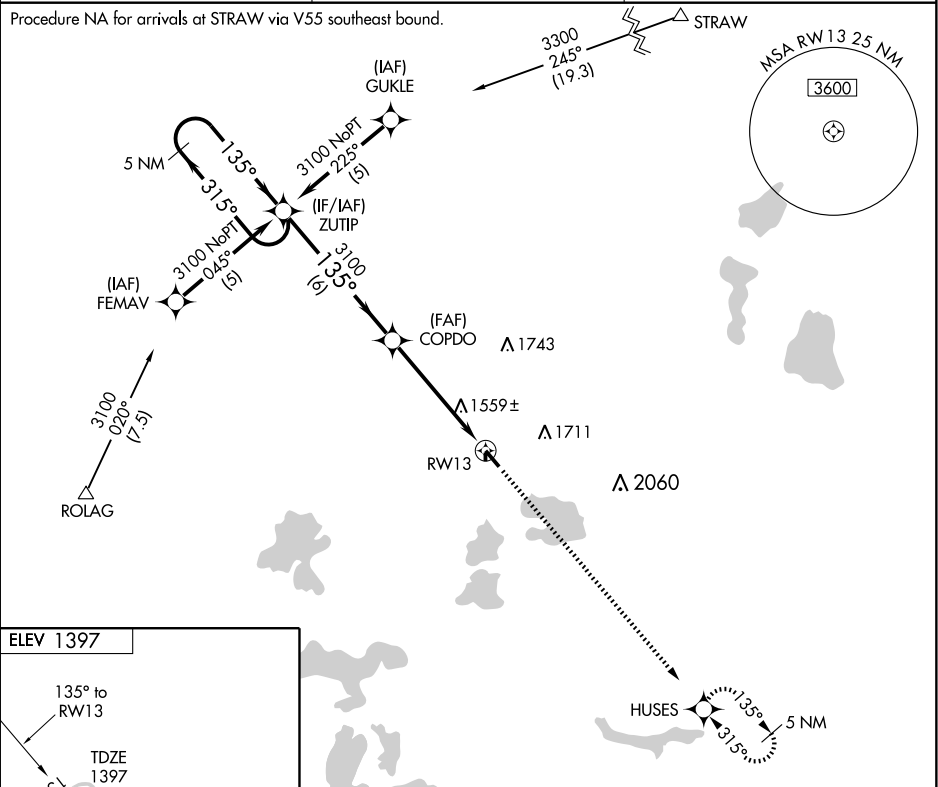 Procedure NA for arrivals at STRAW via V55 southeast bound.
STRAW
3300
245°
(19.3)
MSA RW13 25 NM
3600
(IAF)
GUKLE
3100 NoPT
225°
(5)
5 NM
135°
315°
(IF/IAF)
ZUTIP
3100 NoPT
045°
(5)
(IAF)
FEMAV
3100
135°
(6)
(FAF)
COPDO
1743
1559±
1711
RW13
2060
3100
020°
(7.5)
ROLAG
HUSES
135°
315°
5 NM
ELEV 1397
135° to
RW13
TDZE
1397